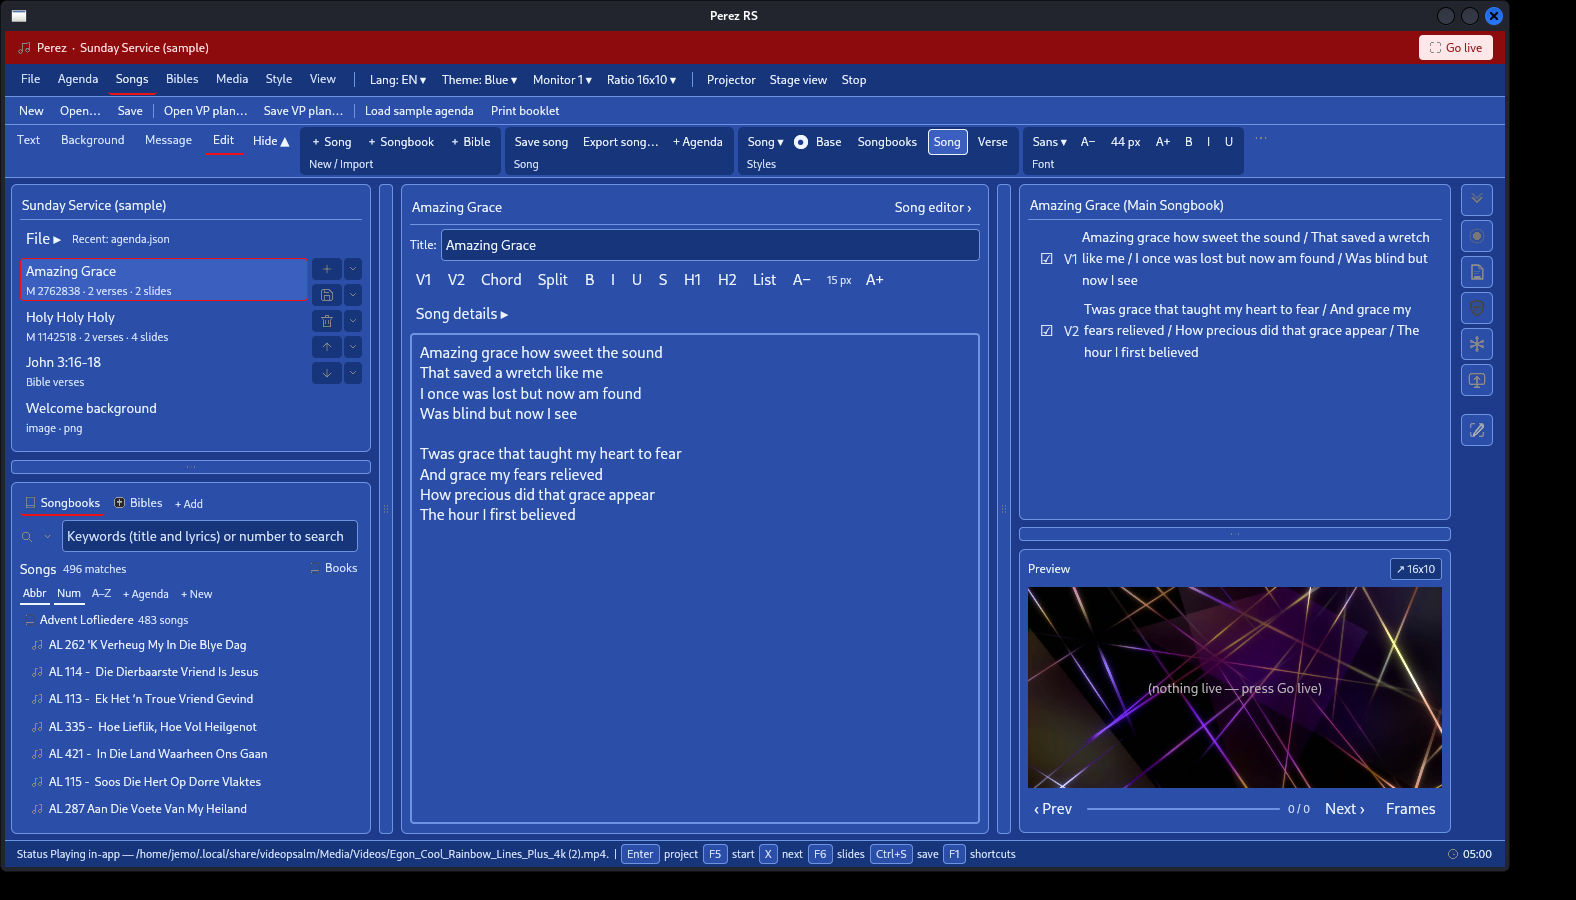 Perez RS
Perez · Sunday Service (sample)
Go live
File Agenda Songs Bibles Media Style View Lang: EN ▾ Theme: Blue ▾ Monitor 1 ▾ Ratio 16x10 ▾ Projector Stage view Stop
New Open... Save Open VP plan... Save VP plan... Load sample agenda Print booklet
Text Background Message Edit Hide ▲
+ Song + Songbook + Bible
New / Import
Save song Export song... + Agenda
Song
Song ▾ Base Songbooks Song Verse
Styles
Sans ▾ A− 44 px A+ B I U
Font
...
Sunday Service (sample)
File ▸ Recent: agenda.json
Amazing Grace
M 2762838 · 2 verses · 2 slides
Holy Holy Holy
M 1142518 · 2 verses · 4 slides
John 3:16-18
Bible verses
Welcome background
image · png
Songbooks Bibles + Add
Keywords (title and lyrics) or number to search
Songs 496 matches Books
Abbr Num A–Z + Agenda + New
Advent Lofliedere 483 songs
AL 262 'K Verheug My In Die Blye Dag
AL 114 - Die Dierbaarste Vriend Is Jesus
AL 113 - Ek Het 'n Troue Vriend Gevind
AL 335 - Hoe Lieflik, Hoe Vol Heilgenot
AL 421 - In Die Land Waarheen Ons Gaan
AL 115 - Soos Die Hert Op Dorre Vlaktes
AL 287 Aan Die Voete Van My Heiland
Amazing Grace Song editor ›
Title: Amazing Grace
V1 V2 Chord Split B I U S H1 H2 List A− 15 px A+
Song details ▸
Amazing grace how sweet the sound
That saved a wretch like me
I once was lost but now am found
Was blind but now I see
Twas grace that taught my heart to fear
And grace my fears relieved
How precious did that grace appear
The hour I first believed
Amazing Grace (Main Songbook)
Amazing grace how sweet the sound / That saved a wretch
V1 like me / I once was lost but now am found / Was blind but
now I see
Twas grace that taught my heart to fear / And grace my
V2 fears relieved / How precious did that grace appear / The
hour I first believed
Preview ↗ 16x10
(nothing live — press Go live)
‹ Prev 0 / 0 Next › Frames
Status Playing in-app — /home/jemo/.local/share/videopsalm/Media/Videos/Egon_Cool_Rainbow_Lines_Plus_4k (2).mp4. | Enter project F5 start X next F6 slides Ctrl+S save F1 shortcuts 05:00